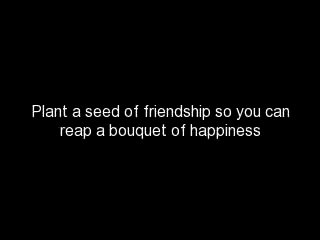 Plant a seed of friendship so you can
reap a bouquet of happiness